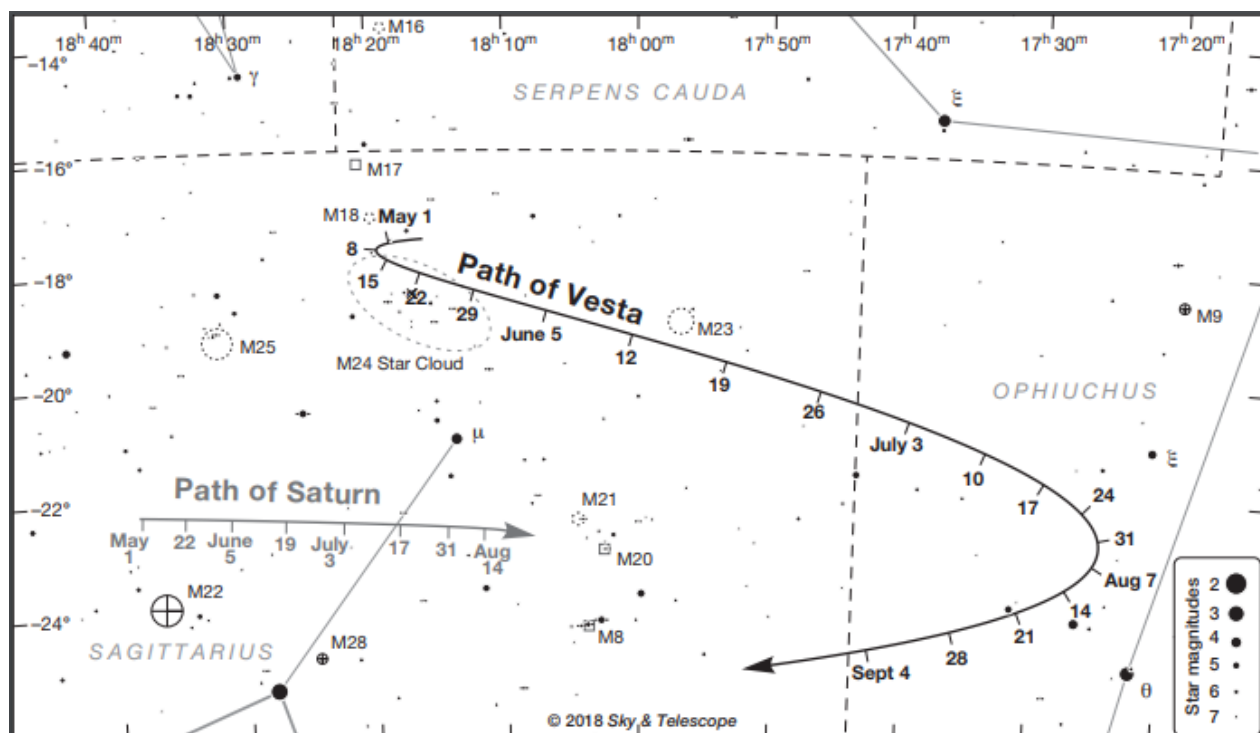 18h 40m 18h 30m 18h 20m 18h 10m 18h 00m 17h 50m 17h 40m 17h 30m 17h 20m
M16
–14°
γ
SERPENS CAUDA
ξ
–16°
M17
M18
May 1
8
Path of Vesta
15
22
29
June 5
12
19
26
July 3
10
17
24
31
Aug 7
14
21
28
Sept 4
–18°
M23
M9
M25
M24 Star Cloud
–20°
OPHIUCHUS
μ
ξ
Path of Saturn
–22°
M21
May 1
22
June 5
19
July 3
17
31
Aug 14
M20
M22
–24°
M8
M28
SAGITTARIUS
θ
Star magnitudes
2
3
4
5
6
7
© 2018 Sky & Telescope